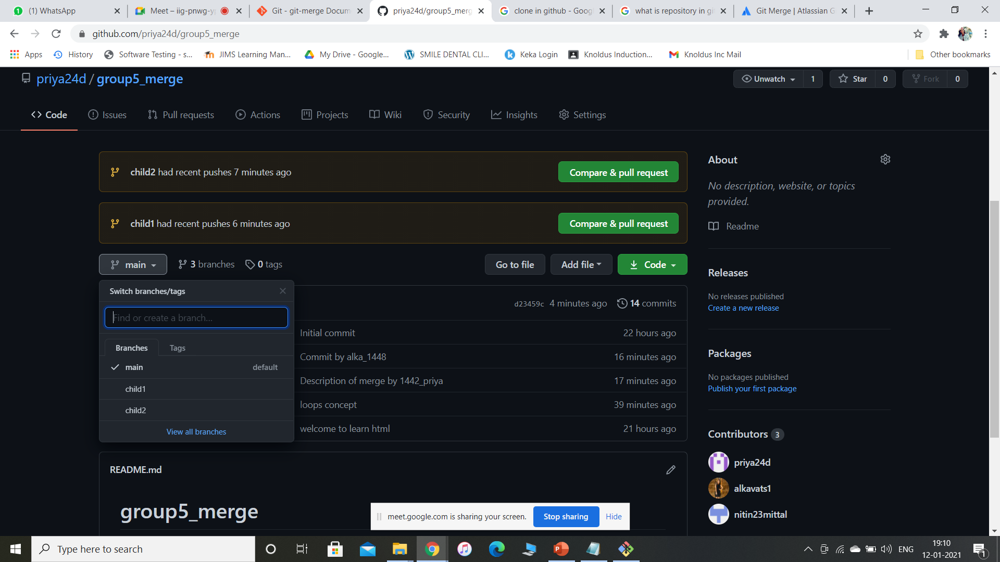 (1) WhatsApp
Meet – iig-pnwg-yp
Git - git-merge Docum
priya24d/group5_merg
clone in github - Goog
what is repository in gi
Git Merge | Atlassian G
github.com/priya24d/group5_merge
Apps
History
Software Testing - s...
JIMS Learning Man...
My Drive - Google...
SMILE DENTAL CLI...
Keka Login
Knoldus Induction...
Knoldus Inc Mail
Other bookmarks
priya24d / group5_merge
Unwatch 1
Star 0
Fork 0
Code
Issues
Pull requests
Actions
Projects
Wiki
Security
Insights
Settings
child2 had recent pushes 7 minutes ago
Compare & pull request
child1 had recent pushes 6 minutes ago
Compare & pull request
main
3 branches
0 tags
Go to file
Add file
Code
Switch branches/tags
Find or create a branch...
Branches
Tags
main default
child1
child2
View all branches
d23459c 4 minutes ago
14 commits
Initial commit 22 hours ago
Commit by alka_1448 16 minutes ago
Description of merge by 1442_priya 17 minutes ago
loops concept 39 minutes ago
welcome to learn html 21 hours ago
README.md
group5_merge
About
No description, website, or topics
provided.
Readme
Releases
No releases published
Create a new release
Packages
No packages published
Publish your first package
Contributors 3
priya24d
alkavats1
nitin23mittal
meet.google.com is sharing your screen.
Stop sharing
Hide
Type here to search
P
ENG
19:10
12-01-2021
1